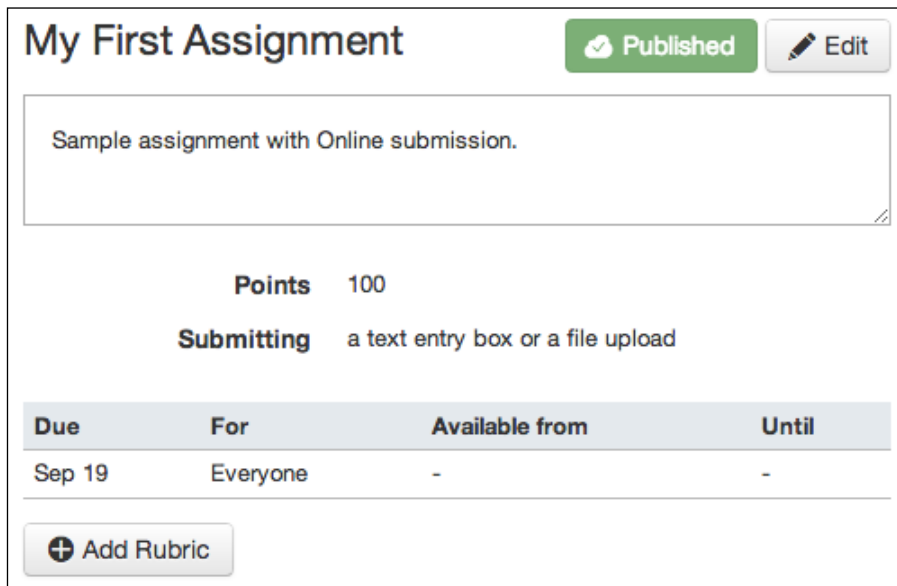 My First Assignment
Published
Edit
Sample assignment with Online submission.
Points 100
Submitting a text entry box or a file upload
Due For Available from Until
Sep 19 Everyone - -
Add Rubric